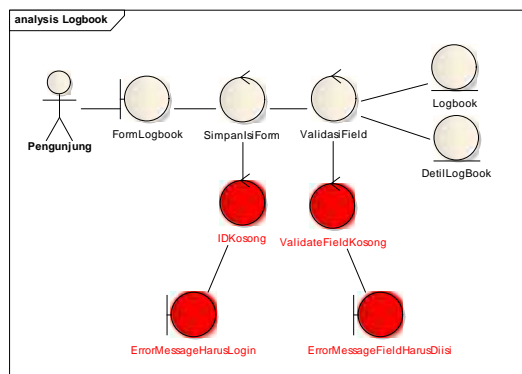 analysis Logbook
Logbook
FormLogbook
SimpanIsiForm
ValidasiField
Pengunjung
DetilLogBook
IDKosong
ValidateFieldKosong
ErrorMessageHarusLogin
ErrorMessageFieldHarusDiisi